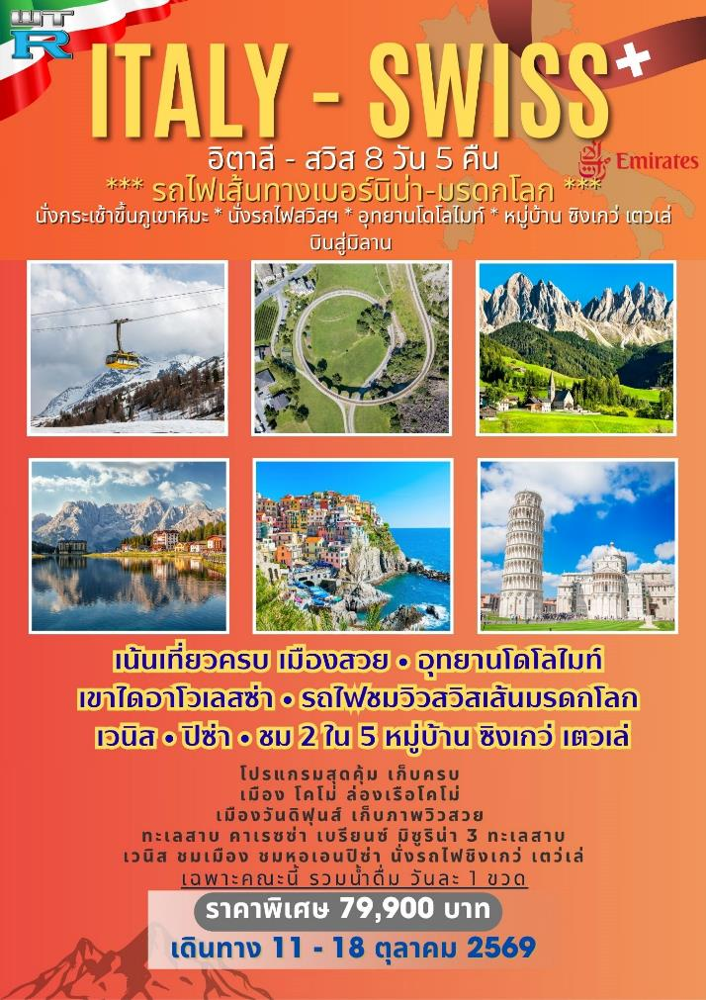 WTR
ITALY - SWISS
อิตาลี - สวิส 8 วัน 5 คืน
Emirates
*** รถไฟเส้นทางเบอร์นิน่า-มรดกโลก ***
นั่งกระเช้าขึ้นภูเขาหิมะ * นั่งรถไฟสวิสฯ * อุทยานโดโลไมท์ * หมู่บ้าน ซิงเกว่ เตวเล่
บินสู่มิลาน
เน้นเที่ยวครบ เมืองสวย • อุทยานโดโลไมท์
เขาไดอาโวเลสซ่า • รถไฟชมวิวสวิสเส้นมรดกโลก
เวนิส • ปิซ่า • ชม 2 ใน 5 หมู่บ้าน ซิงเกว่ เตวเล่
โปรแกรมสุดคุ้ม เก็บครบ
เมือง โคโม่ ล่องเรือโคโม่
เมืองวันดิฟุนส์ เก็บภาพวิวสวย
ทะเลสาบ คาเรซซ่า เบรียนซ์ มิซูริน่า 3 ทะเลสาบ
เวนิส ชมเมือง ชมหอเอนปิซ่า นั่งรถไฟชิงเกว่ เตว่เล่
เฉพาะคณะนี้ รวมน้ำดื่ม วันละ 1 ขวด
ราคาพิเศษ 79,900 บาท
เดินทาง 11 - 18 ตุลาคม 2569